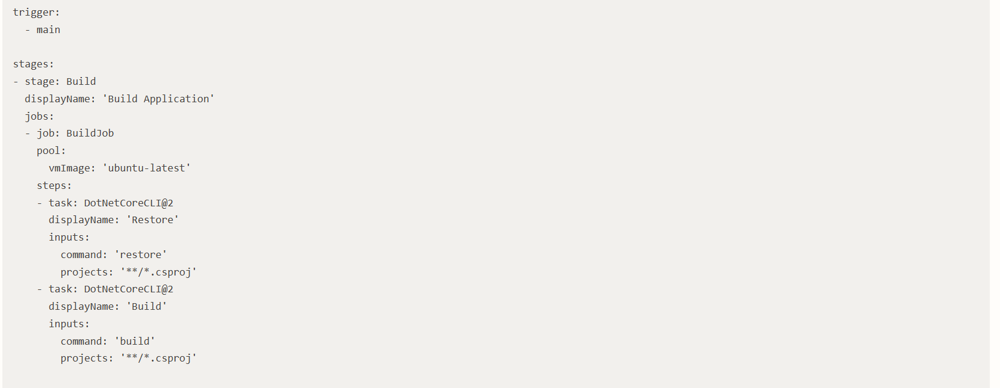 trigger:
  - main

stages:
- stage: Build
  displayName: 'Build Application'
  jobs:
  - job: BuildJob
    pool:
      vmImage: 'ubuntu-latest'
    steps:
    - task: DotNetCoreCLI@2
      displayName: 'Restore'
      inputs:
        command: 'restore'
        projects: '**/*.csproj'
    - task: DotNetCoreCLI@2
      displayName: 'Build'
      inputs:
        command: 'build'
        projects: '**/*.csproj'